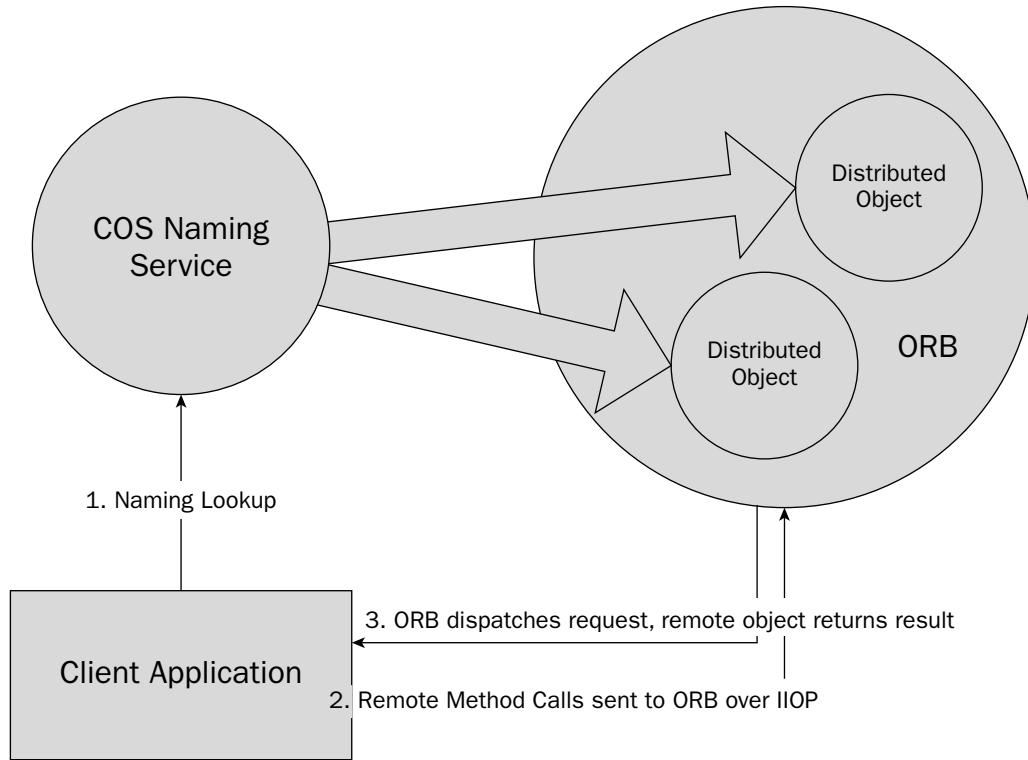 COS Naming
Service
Distributed
Object
Distributed
Object
ORB
1. Naming Lookup
3. ORB dispatches request, remote object returns result
Client Application
2. Remote Method Calls sent to ORB over IIOP